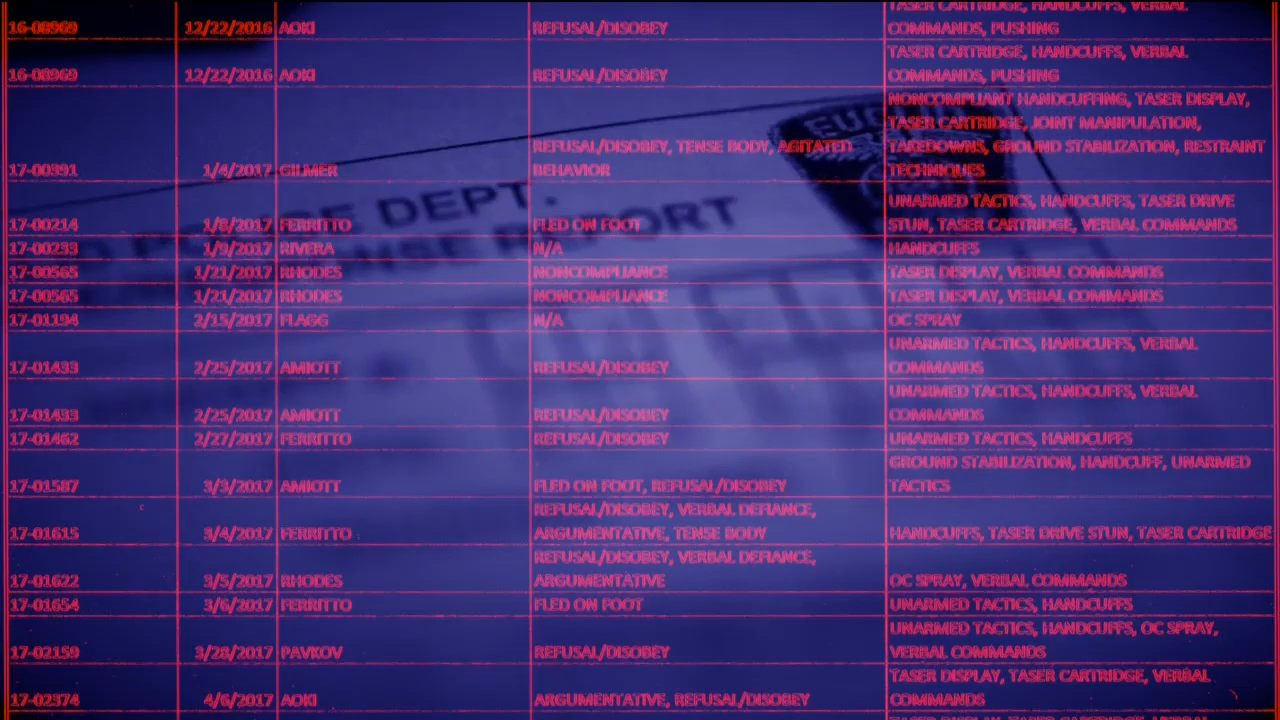 TASER CARTRIDGE, HANDCUFFS, VERBAL
16-08969 12/22/2016 AOKI REFUSAL/DISOBEY COMMANDS, PUSHING
TASER CARTRIDGE, HANDCUFFS, VERBAL
16-08969 12/22/2016 AOKI REFUSAL/DISOBEY COMMANDS, PUSHING
NONCOMPLIANT HANDCUFFING, TASER DISPLAY,
TASER CARTRIDGE, JOINT MANIPULATION,
REFUSAL/DISOBEY, TENSE BODY, AGITATED TAKEDOWNS, GROUND STABILIZATION, RESTRAINT
17-00391 1/4/2017 GILMER BEHAVIOR TECHNIQUES
UNARMED TACTICS, HANDCUFFS, TASER DRIVE
17-00214 1/8/2017 FERRITTO FLED ON FOOT STUN, TASER CARTRIDGE, VERBAL COMMANDS
17-00233 1/9/2017 RIVERA N/A HANDCUFFS
17-00565 1/21/2017 RHODES NONCOMPLIANCE TASER DISPLAY, VERBAL COMMANDS
17-00565 1/21/2017 RHODES NONCOMPLIANCE TASER DISPLAY, VERBAL COMMANDS
17-01194 2/15/2017 FLAGG N/A OC SPRAY
UNARMED TACTICS, HANDCUFFS, VERBAL
17-01433 2/25/2017 AMIOTT REFUSAL/DISOBEY COMMANDS
UNARMED TACTICS, HANDCUFFS, VERBAL
17-01433 2/25/2017 AMIOTT REFUSAL/DISOBEY COMMANDS
17-01462 2/27/2017 FERRITTO REFUSAL/DISOBEY UNARMED TACTICS, HANDCUFFS
GROUND STABILIZATION, HANDCUFF, UNARMED
17-01587 3/3/2017 AMIOTT FLED ON FOOT, REFUSAL/DISOBEY TACTICS
REFUSAL/DISOBEY, VERBAL DEFIANCE,
17-01615 3/4/2017 FERRITTO ARGUMENTATIVE, TENSE BODY HANDCUFFS, TASER DRIVE STUN, TASER CARTRIDGE
REFUSAL/DISOBEY, VERBAL DEFIANCE,
17-01622 3/5/2017 RHODES ARGUMENTATIVE OC SPRAY, VERBAL COMMANDS
17-01654 3/6/2017 FERRITTO FLED ON FOOT UNARMED TACTICS, HANDCUFFS
UNARMED TACTICS, HANDCUFFS, OC SPRAY,
17-02159 3/28/2017 PAVKOV REFUSAL/DISOBEY VERBAL COMMANDS
TASER DISPLAY, TASER CARTRIDGE, VERBAL
17-02374 4/6/2017 AOKI ARGUMENTATIVE, REFUSAL/DISOBEY COMMANDS
DEPT.
REPORT